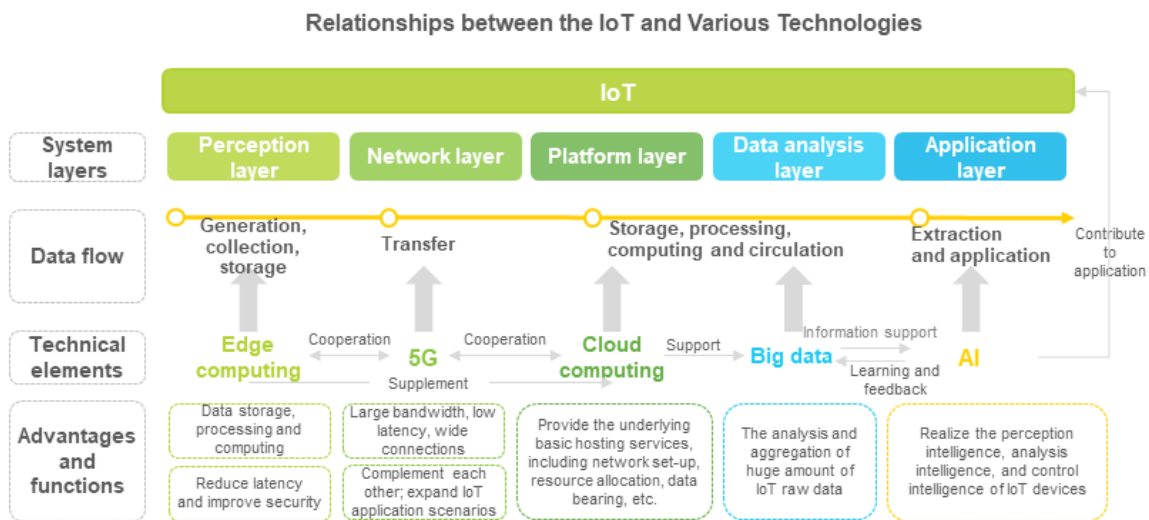 Relationships between the IoT and Various Technologies
IoT
System
layers
Perception
layer
Network layer
Platform layer
Data analysis
layer
Application
layer
Data flow
Generation,
collection,
storage
Transfer
Storage, processing,
computing and circulation
Extraction
and application
Contribute
to
application
Technical
elements
Edge
computing
Cooperation
5G
Cooperation
Cloud
computing
Support
Big data
Information support
Learning and
feedback
AI
Supplement
Advantages
and
functions
Data storage,
processing and
computing
Reduce latency
and improve security
Large bandwidth, low
latency, wide
connections
Complement each
other; expand IoT
application scenarios
Provide the underlying
basic hosting services,
including network set-up,
resource allocation, data
bearing, etc.
The analysis and
aggregation of
huge amount of
IoT raw data
Realize the perception
intelligence, analysis
intelligence, and control
intelligence of IoT devices